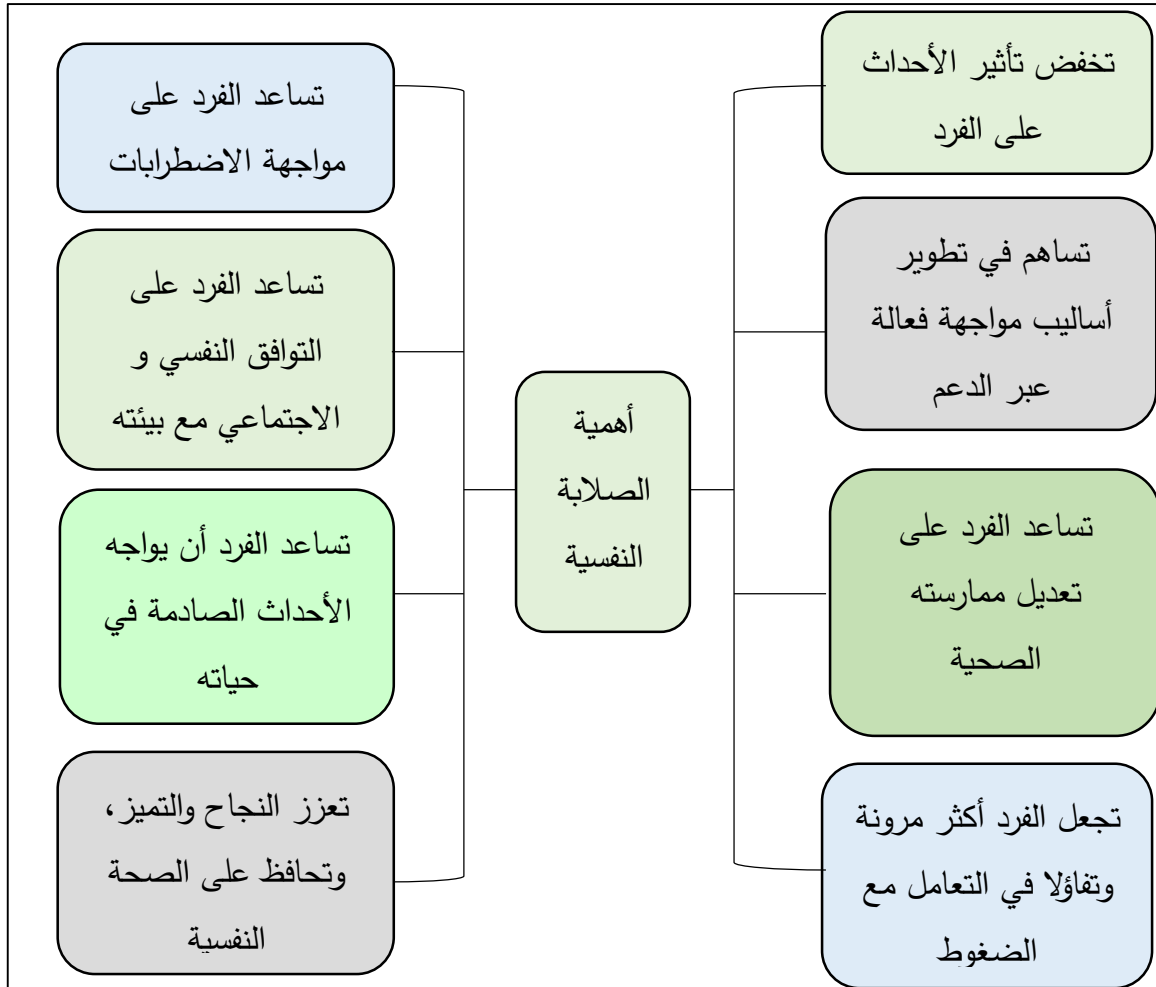 تخفض تأثير الأحداث
على الفرد
تساهم في تطوير
أساليب مواجهة فعالة
عبر الدعم
تساعد الفرد على
تعديل ممارسته
الصحية
تجعل الفرد أكثر مرونة
وتفاؤلا في التعامل مع
الضغوط
أهمية
الصلابة
النفسية
تساعد الفرد على
مواجهة الاضطرابات
تساعد الفرد على
التوافق النفسي و
الاجتماعي مع بيئته
تساعد الفرد أن يواجه
الأحداث الصادمة في
حياته
تعزز النجاح والتميز،
وتحافظ على الصحة
النفسية